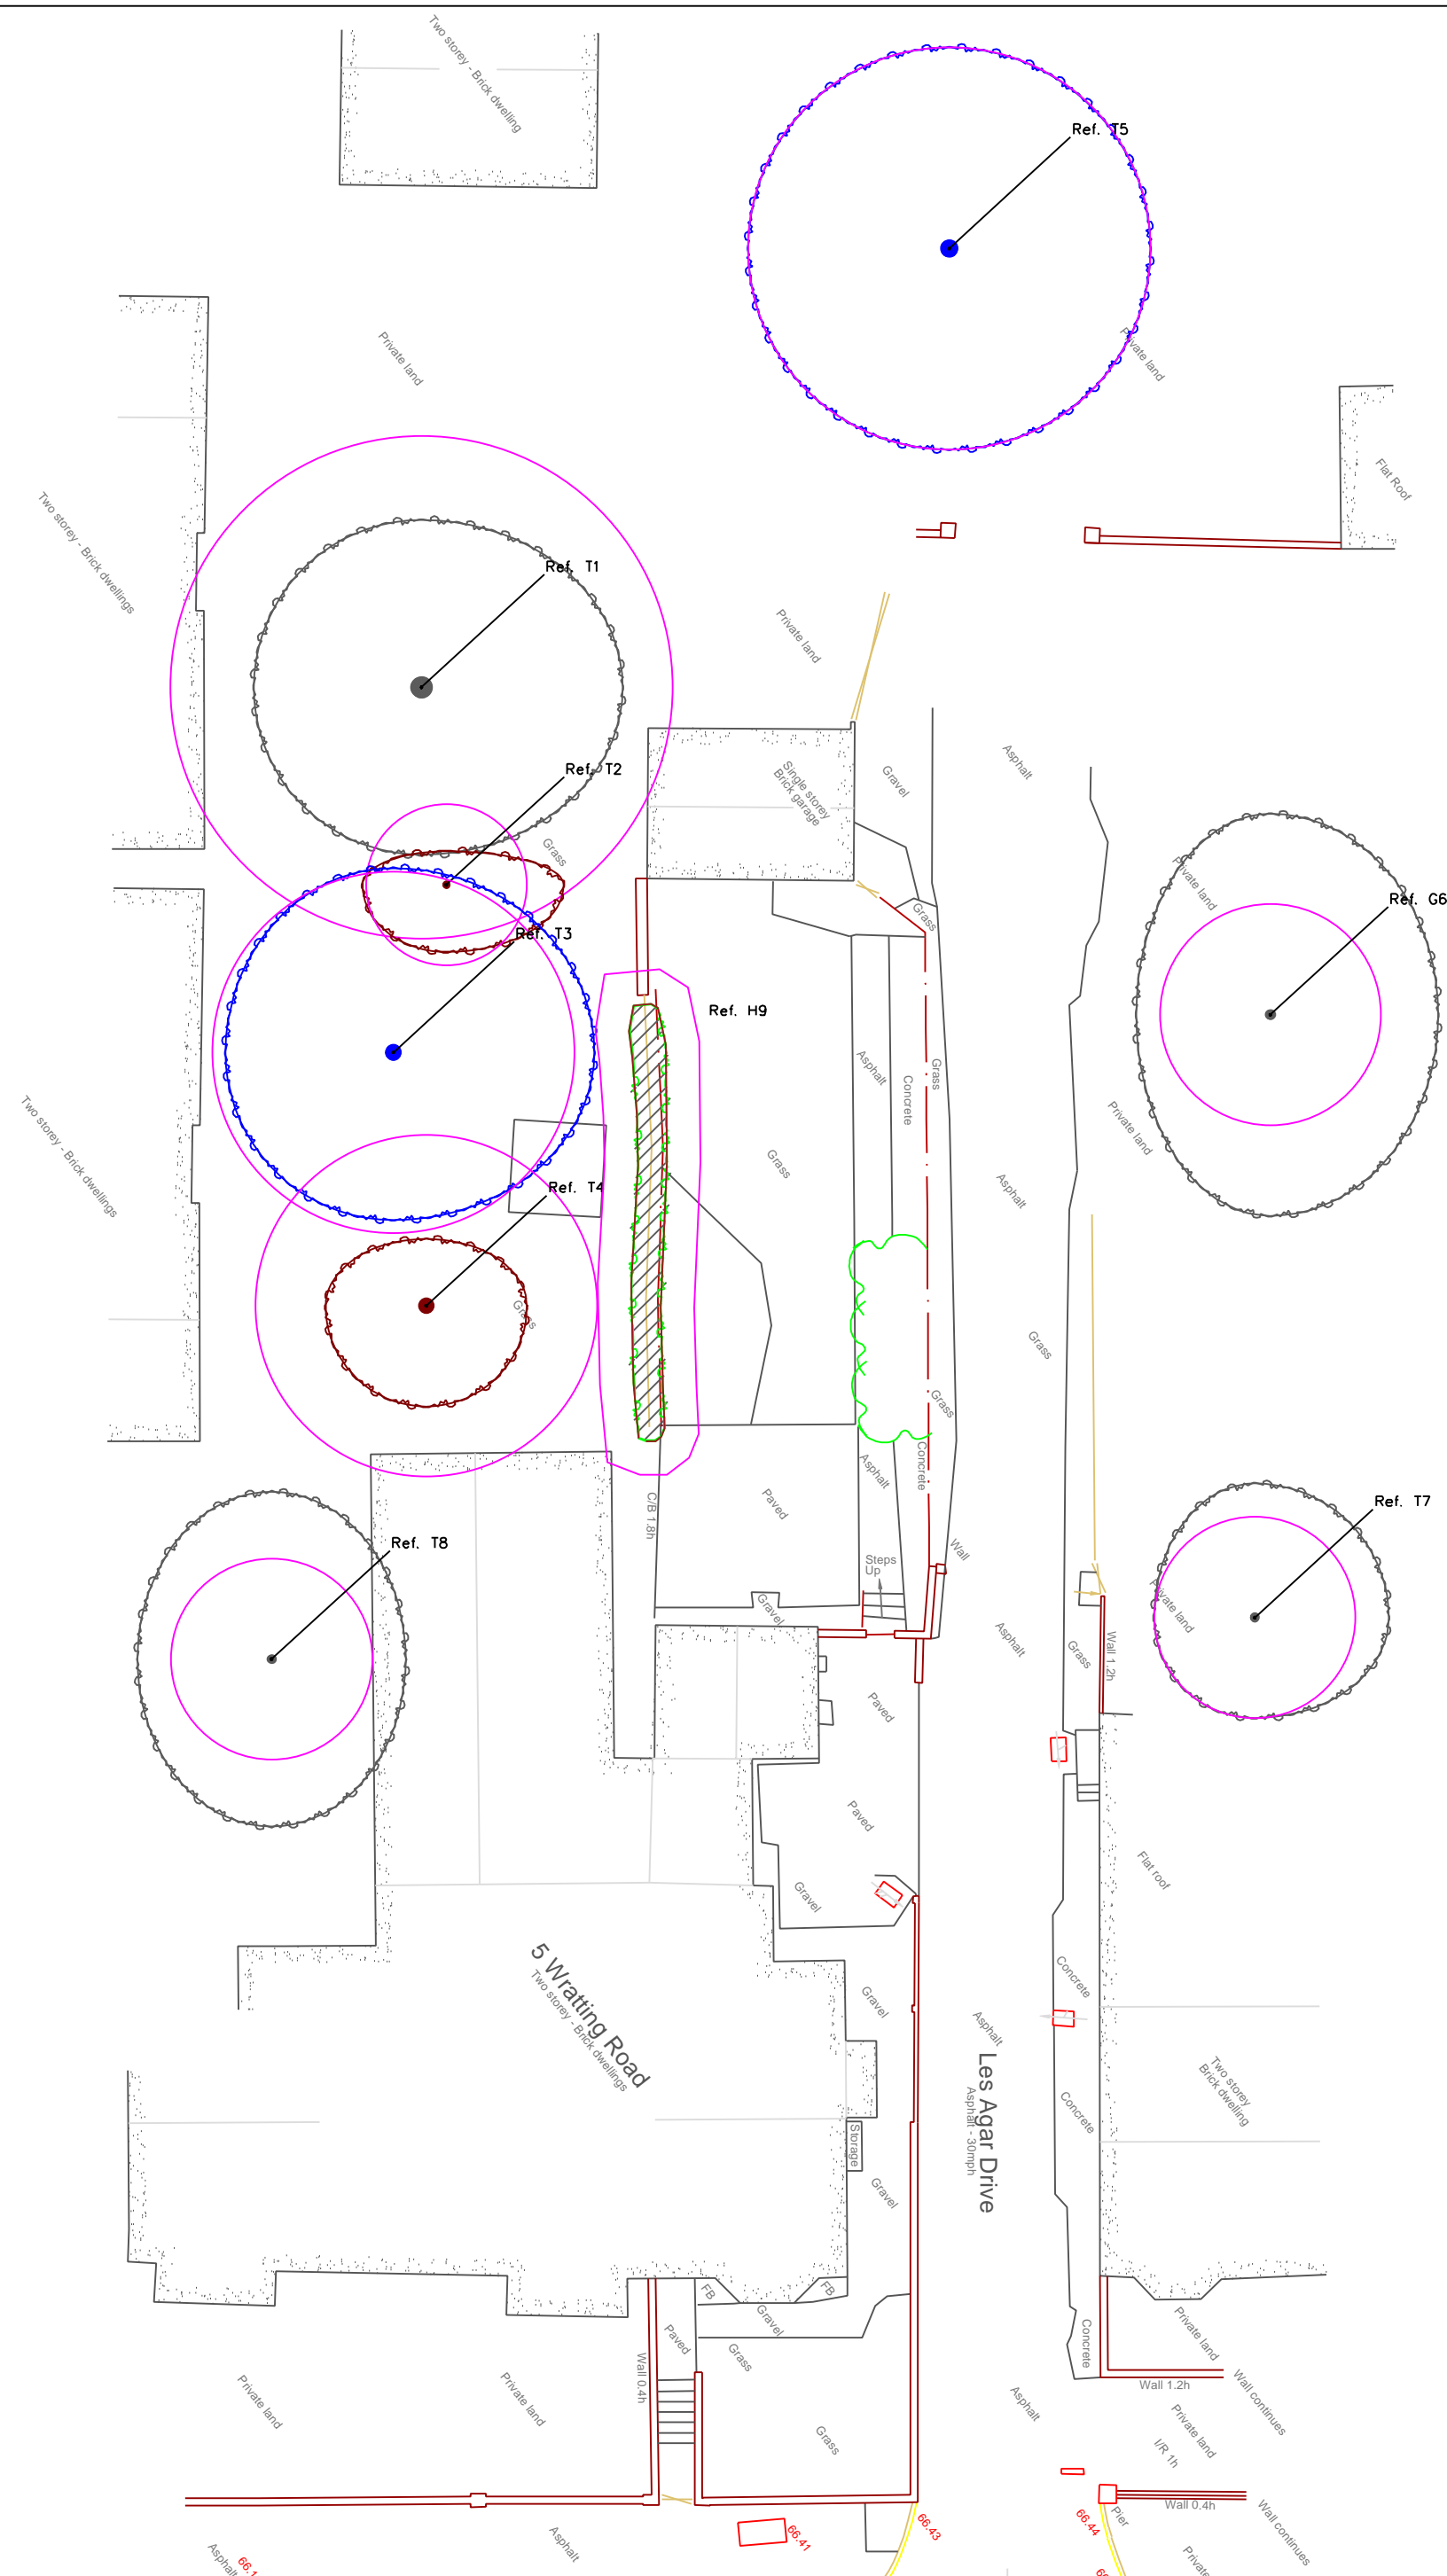 Two storey - Brick dwelling
Ref. T5
Private land
Private land
Flat Roof
Two storey - Brick dwellings
Ref. T1
Private land
Asphalt
Ref. T2
Single storey
Brick garage
Gravel
Grass
Private land
Ref. G6
Grass
Ref. T3
Ref. H9
Asphalt
Grass
Concrete
Private land
Two storey - Brick dwellings
Grass
Ref. T4
Asphalt
Grass
Grass
Grass
Concrete
Asphalt
C/B 1.8h
Paved
Ref. T7
Ref. T8
Wall
Steps
Up
Gravel
Private land
Asphalt
Grass
Wall 1.2h
Paved
Paved
Flat roof
Gravel
5 Wratting Road
Two storey - Brick dwellings
Concrete
Gravel
Asphalt
Les Agar Drive
Asphalt - 30mph
Two storey
Brick dwelling
Concrete
Storage
Gravel
FB
FB
Gravel
Paved
Grass
Private land
Concrete
Wall 0.4h
Wall 1.2h
Wall continues
Private land
Private land
Asphalt
Private land
Grass
I/R 1h
Wall 0.4h
Pier
Wall continues
66.44
66.43
66.41
Asphalt
Asphalt
66.1